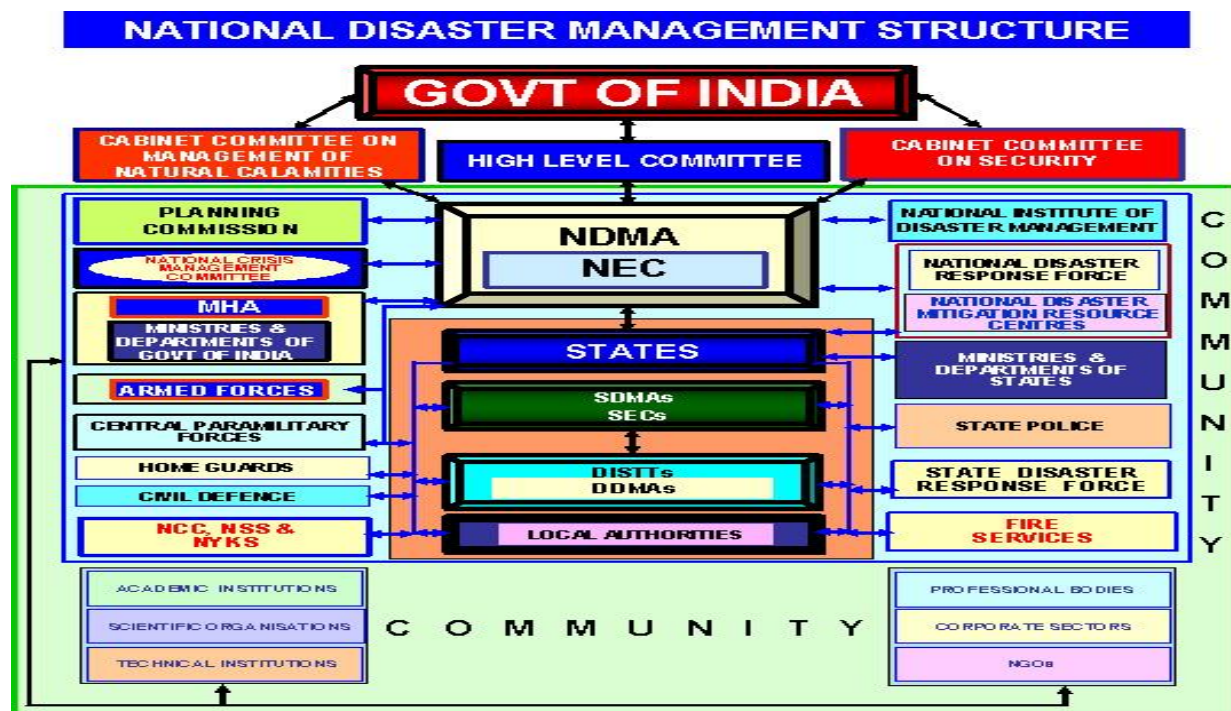 NATIONAL DISASTER MANAGEMENT STRUCTURE
GOVT OF INDIA
CABINET COMMITTEE ON
MANAGEMENT OF
NATURAL CALAMITIES
HIGH LEVEL COMMITTEE
CABINET COMMITTEE
ON SECURITY
PLANNING
COMMISSION
NATIONAL CRISIS
MANAGEMENT
COMMITTEE
MHA
MINISTRIES &
DEPARTMENTS OF
GOVT OF INDIA
ARMED FORCES
CENTRAL PARAMILITARY
FORCES
HOME GUARDS
CIVIL DEFENCE
NCC, NSS &
NYKS
NDMA
NEC
STATES
SDMAs
SECs
DISTTs
DDMAs
LOCAL AUTHORITIES
NATIONAL INSTITUTE OF
DISASTER MANAGEMENT
NATIONAL DISASTER
RESPONSE FORCE
NATIONAL DISASTER
MITIGATION RESOURCE
CENTRES
MINISTRIES &
DEPARTMENTS OF
STATES
STATE POLICE
STATE DISASTER
RESPONSE FORCE
FIRE
SERVICES
COMMUNITY
ACADEMIC INSTITUTIONS
SCIENTIFIC ORGANISATIONS
TECHNICAL INSTITUTIONS
COMMUNITY
PROFESSIONAL BODIES
CORPORATE SECTORS
NGOs